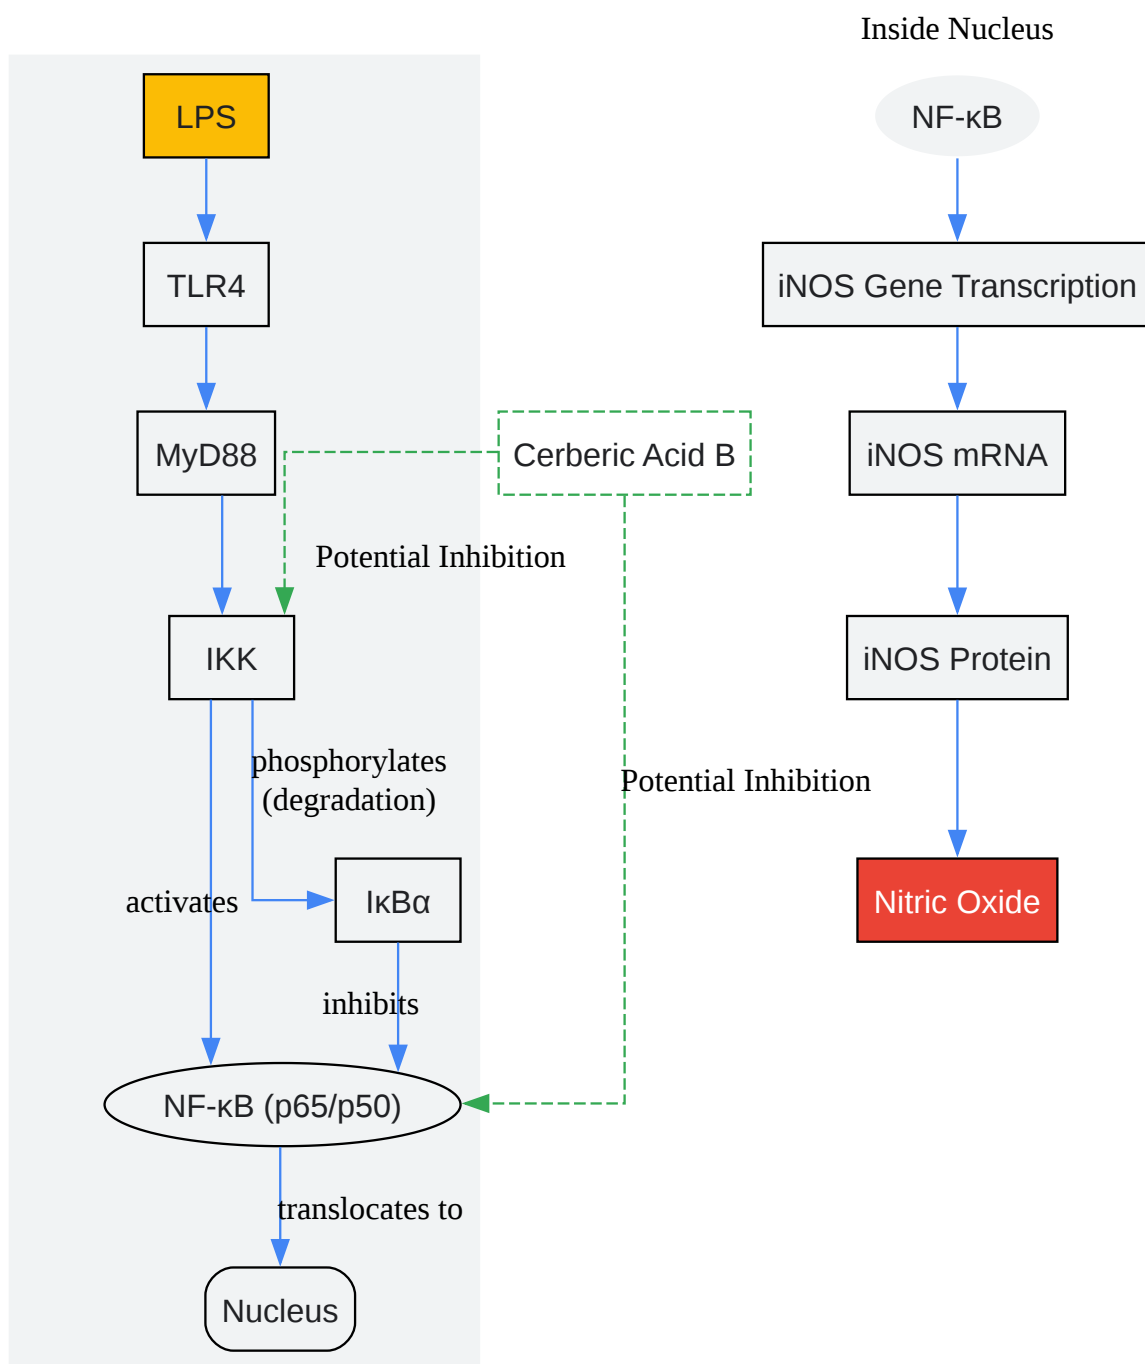 Inside Nucleus
LPS
NF-κB
TLR4
iNOS Gene Transcription
MyD88
Cerberic Acid B
iNOS mRNA
Potential Inhibition
IKK
iNOS Protein
phosphorylates
(degradation)
Potential Inhibition
activates
IκBα
Nitric Oxide
inhibits
NF-κB (p65/p50)
translocates to
Nucleus